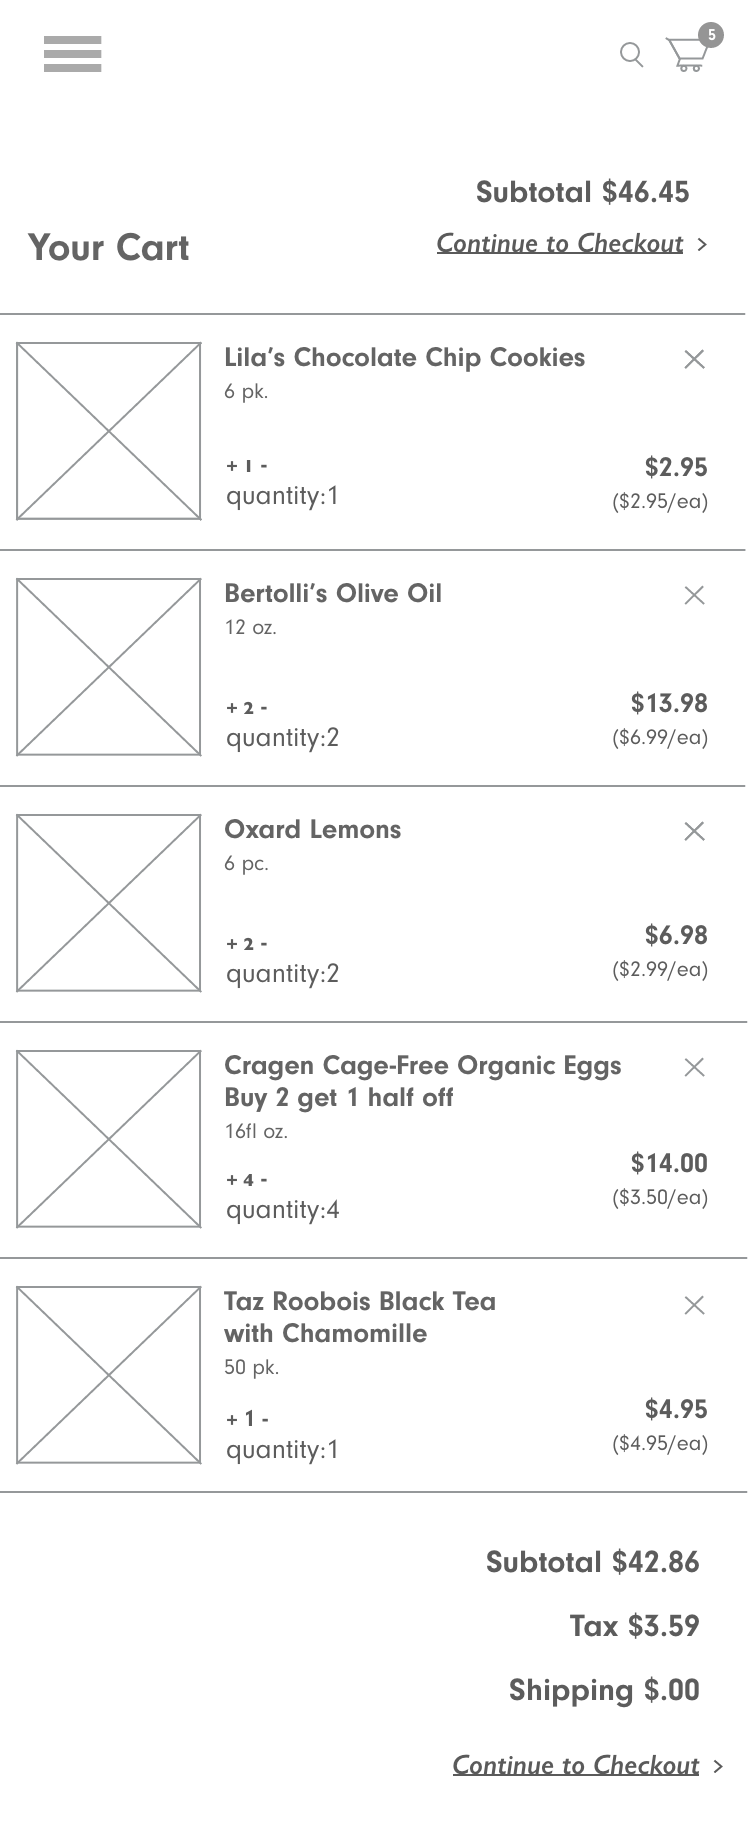 5
Subtotal $46.45
Your Cart
Continue to Checkout >
Lila's Chocolate Chip Cookies
6 pk.
+ 1 -
quantity:1
$2.95
($2.95/ea)
Bertolli's Olive Oil
12 oz.
+ 2 -
quantity:2
$13.98
($6.99/ea)
Oxard Lemons
6 pc.
+ 2 -
quantity:2
$6.98
($2.99/ea)
Cragen Cage-Free Organic Eggs
Buy 2 get 1 half off
16fl oz.
+ 4 -
quantity:4
$14.00
($3.50/ea)
Taz Roobois Black Tea
with Chamomille
50 pk.
+ 1 -
quantity:1
$4.95
($4.95/ea)
Subtotal $42.86
Tax $3.59
Shipping $.00
Continue to Checkout >